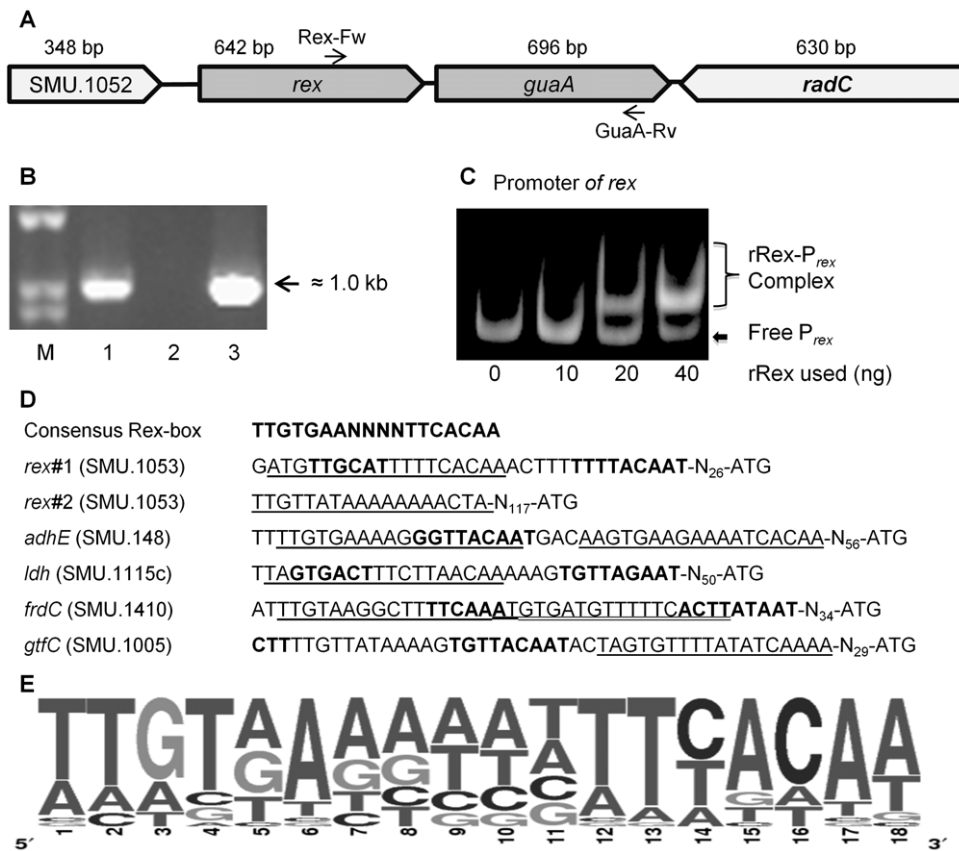 A
348 bp 642 bp Rex-Fw 696 bp 630 bp
SMU.1052 rex guaA radC
GuaA-Rv
B
≈ 1.0 kb
M 1 2 3
C Promoter of rex
rRex-Prex
Complex
Free Prex
0 10 20 40 rRex used (ng)
D
Consensus Rex-box TTGTGAANNNNTTCACAA
rex#1 (SMU.1053) GATGTTGCATTTTTCACAAACTTTTTTTACAAT-N26-ATG
rex#2 (SMU.1053) TTGTTATAAAAAAAACTA-N117-ATG
adhE (SMU.148) TTTTGTGAAAAGGGTTACAATGACAAGTGAAGAAAATCACAA-N56-ATG
ldh (SMU.1115c) TTAGTGACTTTCTTAACAAAAAGTGTTAGAAT-N50-ATG
frdC (SMU.1410) ATTTGTAAGGCTTTTCAAATGTGATGTTTTTCACTTATAAT-N34-ATG
gtfC (SMU.1005) CTTTTGTTATAAAAGTGTTACAATACTAGTGTTTTATATCAAAA-N29-ATG
E
5′ 1 2 3 4 5 6 7 8 9 10 11 12 13 14 15 16 17 18 3′